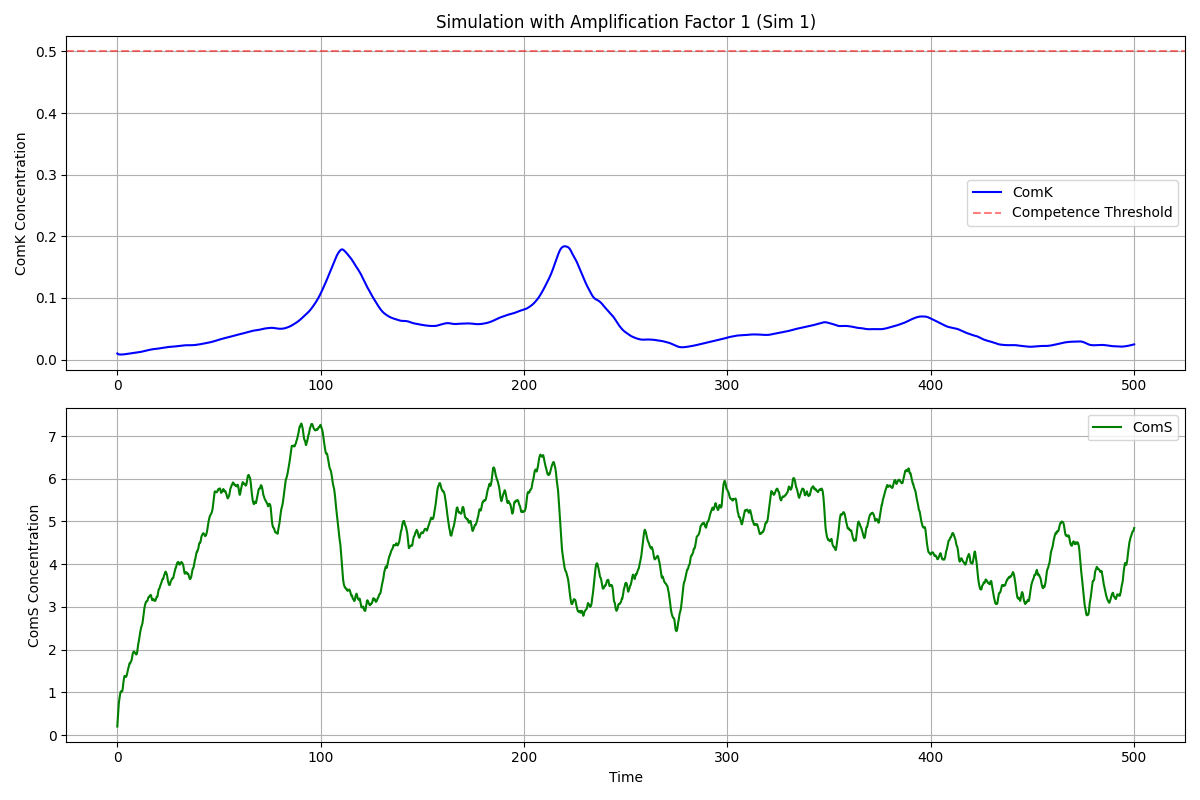 Simulation with Amplification Factor 1 (Sim 1)
ComK Concentration
0.5
0.4
0.3
0.2
0.1
0.0
ComK
Competence Threshold
0 100 200 300 400 500
ComS Concentration
7
6
5
4
3
2
1
0
ComS
0 100 200 300 400 500
Time